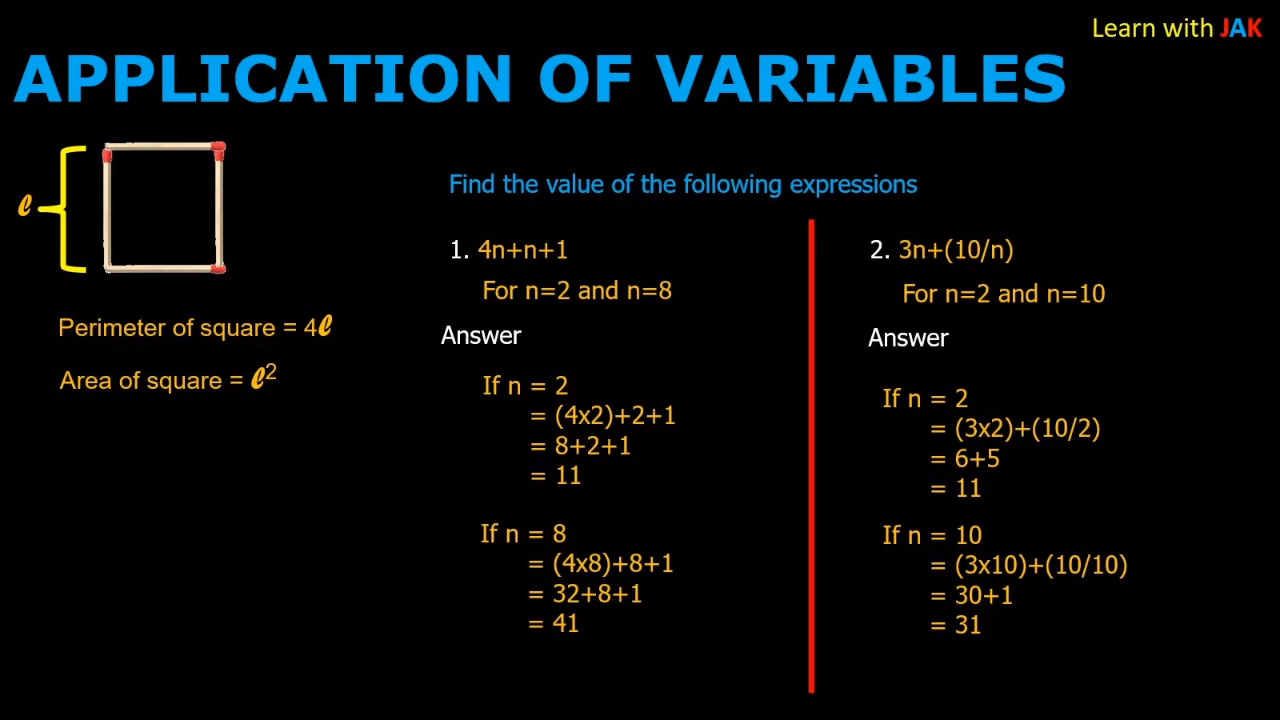 Learn with JAK
APPLICATION OF VARIABLES
ℓ
Perimeter of square = 4ℓ
Area of square = ℓ²
Find the value of the following expressions
1. 4n+n+1
For n=2 and n=8
Answer
If n = 2
= (4x2)+2+1
= 8+2+1
= 11
If n = 8
= (4x8)+8+1
= 32+8+1
= 41
2. 3n+(10/n)
For n=2 and n=10
Answer
If n = 2
= (3x2)+(10/2)
= 6+5
= 11
If n = 10
= (3x10)+(10/10)
= 30+1
= 31